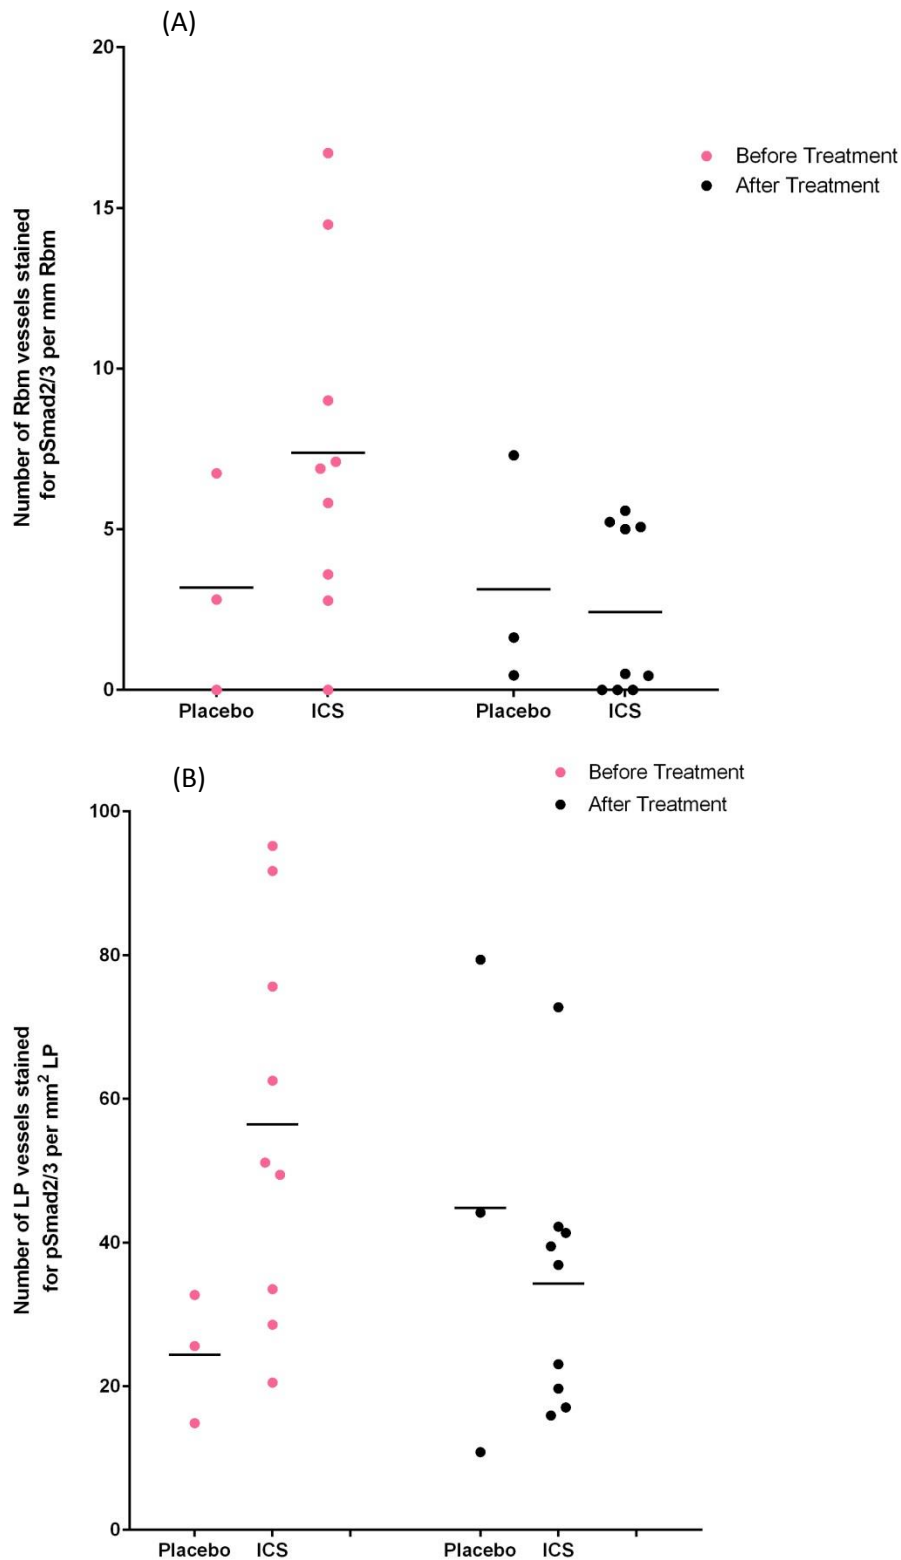 (A)
20
15
10
5
0
Number of Rbm vessels stained
for pSmad2/3 per mm Rbm
Before Treatment
After Treatment
Placebo ICS Placebo ICS
(B)
Before Treatment
After Treatment
100
80
60
40
20
0
Number of LP vessels stained
for pSmad2/3 per mm² LP
Placebo ICS Placebo ICS